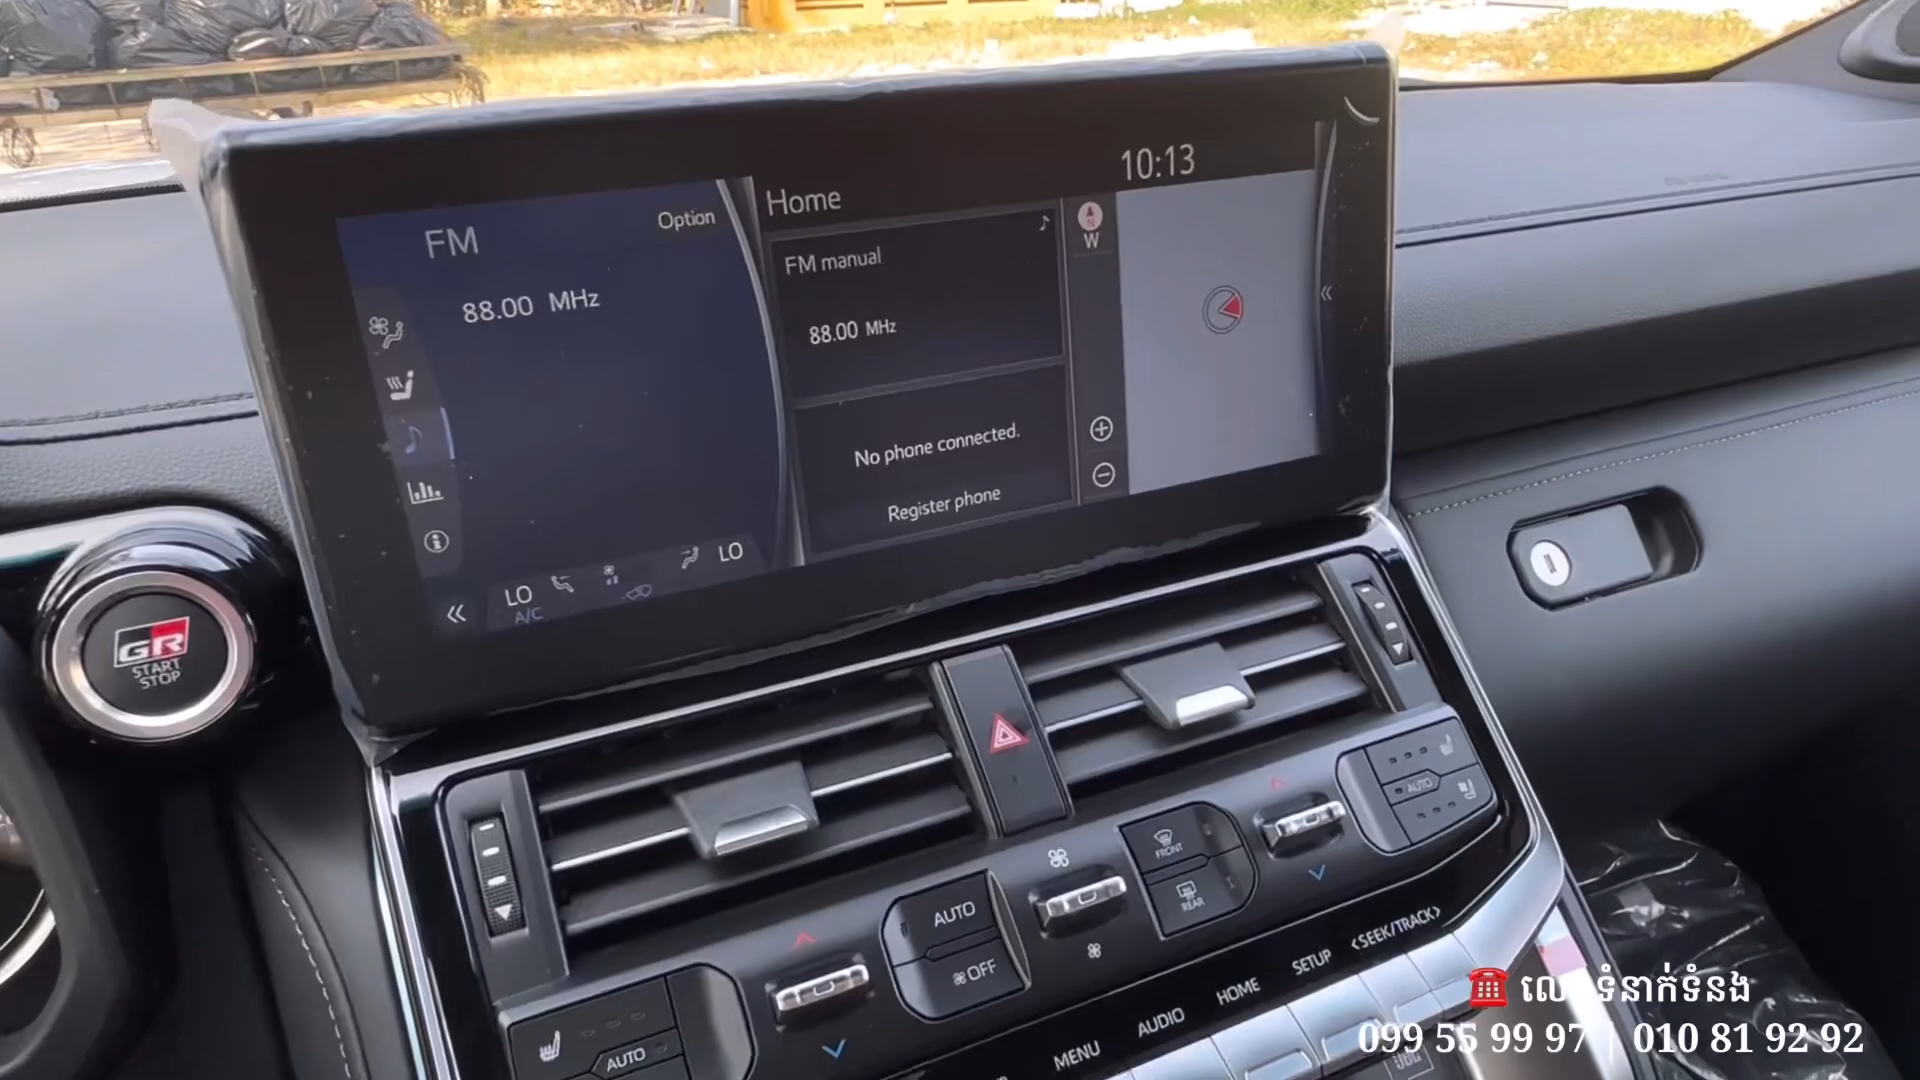 10:13
Home
FM
Option
88.00 MHz
FM manual
88.00 MHz
W
No phone connected.
Register phone
LO
A/C
LO
GR
START
STOP
AUTO
FRONT
REAR
AUTO
OFF
AUTO
MENU
AUDIO
HOME
SETUP
<SEEK/TRACK>
JBL
ទំនាក់ទំនង
099 55 99 97 | 010 81 92 92